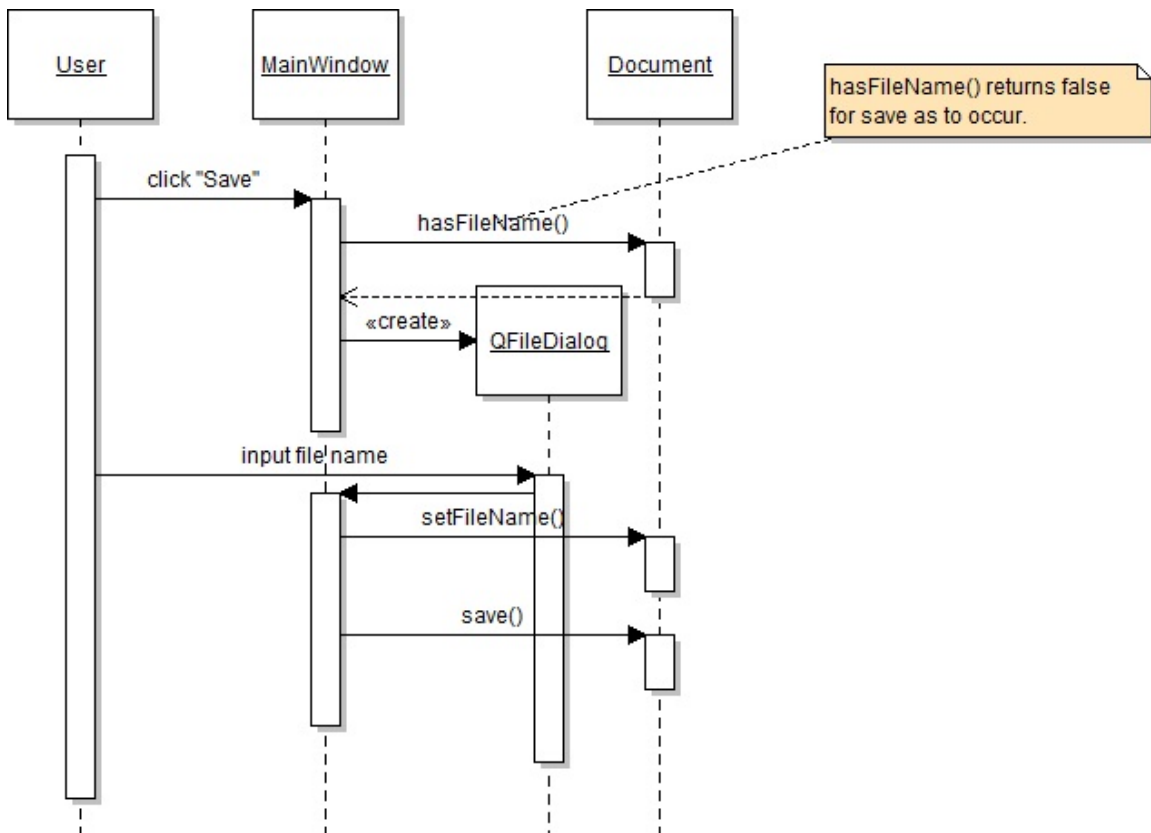 User
MainWindow
Document
hasFileName() returns false
for save as to occur.
click "Save"
hasFileName()
«create»
QFileDialog
input file name
setFileName()
save()